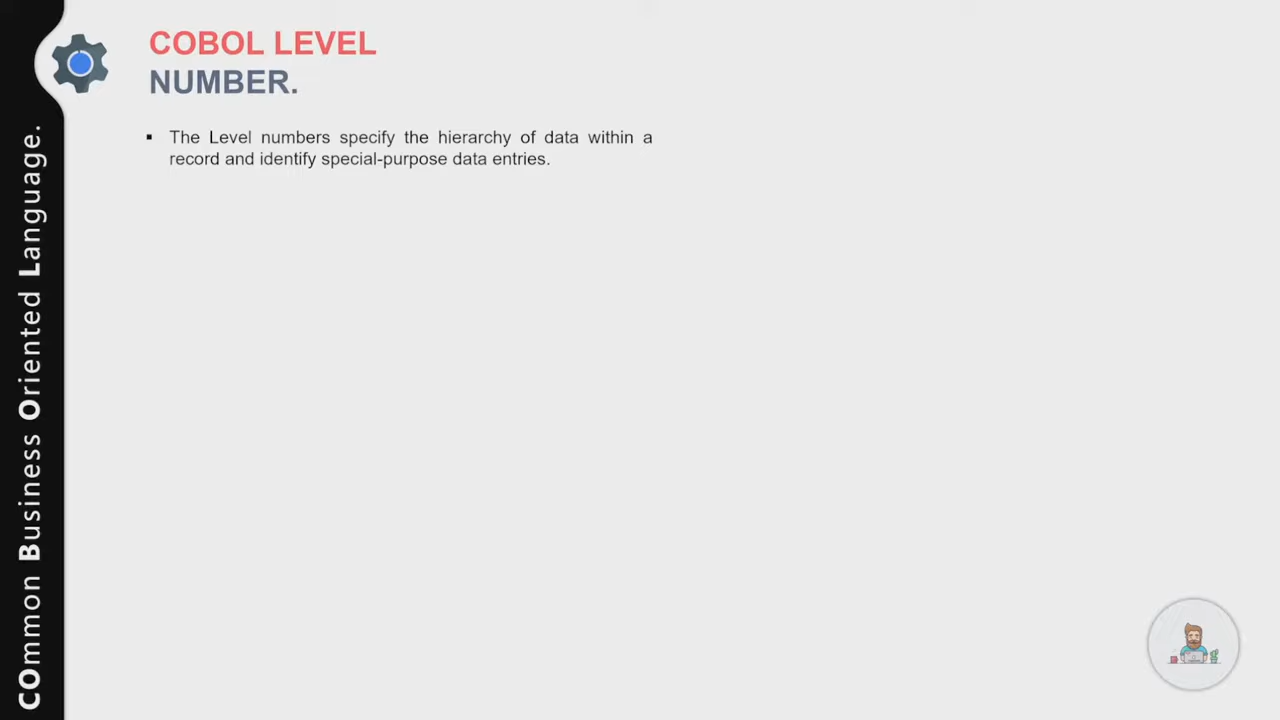 COBOL LEVEL
NUMBER.
▪ The Level numbers specify the hierarchy of data within a
record and identify special-purpose data entries.
COmmon Business Oriented Language.